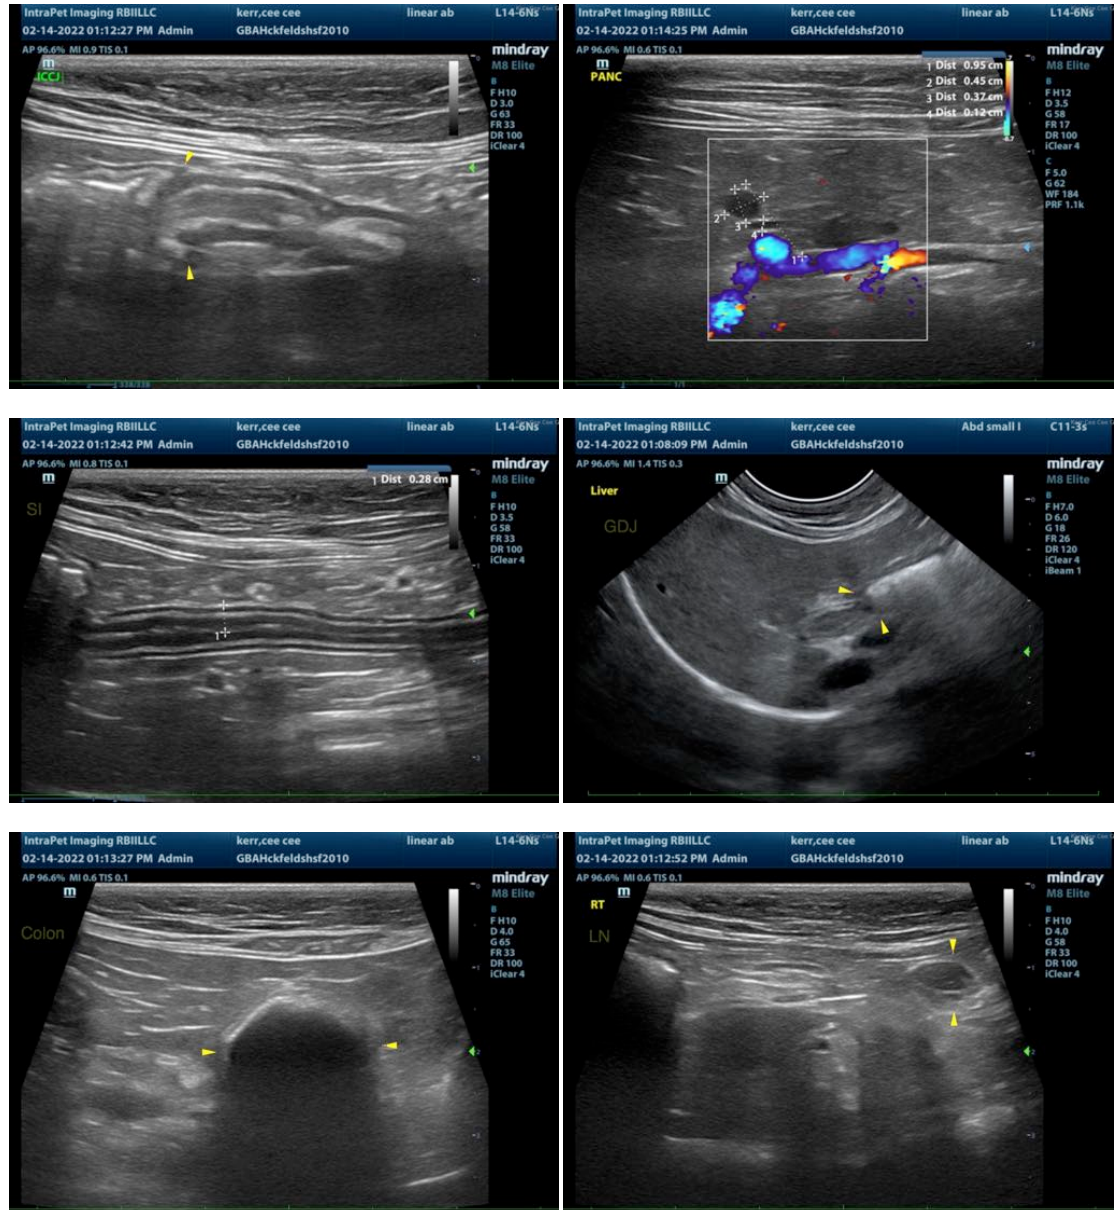 IntraPet Imaging RBIILLC kerr,cee cee linear ab L14-6Ns
02-14-2022 01:12:27 PM Admin GBAHckfeldshsf2010
AP 96.6% MI 0.9 TIS 0.1 mindray
m M8 Elite
ICCJ
B
F H10
D 3.0
G 63
FR 33
DR 100
iClear 4
338/338
IntraPet Imaging RBIILLC kerr,cee cee linear ab L14-6Ns
02-14-2022 01:14:25 PM Admin GBAHckfeldshsf2010
AP 96.6% MI 0.6 TIS 0.1 mindray
m M8 Elite
PANC
1 Dist 0.95 cm
2 Dist 0.45 cm
3 Dist 0.37 cm
4 Dist 0.12 cm
B
F H12
D 3.5
G 58
FR 17
DR 100
iClear 4
C
F 5.0
G 62
WF 184
PRF 1.1k
2
3
4
1
1/1
IntraPet Imaging RBIILLC kerr,cee cee linear ab L14-6Ns
02-14-2022 01:12:42 PM Admin GBAHckfeldshsf2010
AP 96.6% MI 0.8 TIS 0.1 mindray
m M8 Elite
1 Dist 0.28 cm
SI
B
F H10
D 3.5
G 58
FR 33
DR 100
iClear 4
1
IntraPet Imaging RBIILLC kerr,cee cee Abd small I C11-3s
02-14-2022 01:08:09 PM Admin GBAHckfeldshsf2010
AP 96.6% MI 1.4 TIS 0.3 mindray
m M8 Elite
Liver
GDJ
B
F H7.0
D 6.0
G 18
FR 26
DR 120
iClear 4
iBeam 1
IntraPet Imaging RBIILLC kerr,cee cee linear ab L14-6Ns
02-14-2022 01:13:27 PM Admin GBAHckfeldshsf2010
AP 96.6% MI 0.6 TIS 0.1 mindray
m M8 Elite
Colon
B
F H10
D 4.0
G 65
FR 33
DR 100
iClear 4
IntraPet Imaging RBIILLC kerr,cee cee linear ab L14-6Ns
02-14-2022 01:12:52 PM Admin GBAHckfeldshsf2010
AP 96.6% MI 0.6 TIS 0.1 mindray
m M8 Elite
RT
LN
B
F H10
D 4.0
G 58
FR 33
DR 100
iClear 4